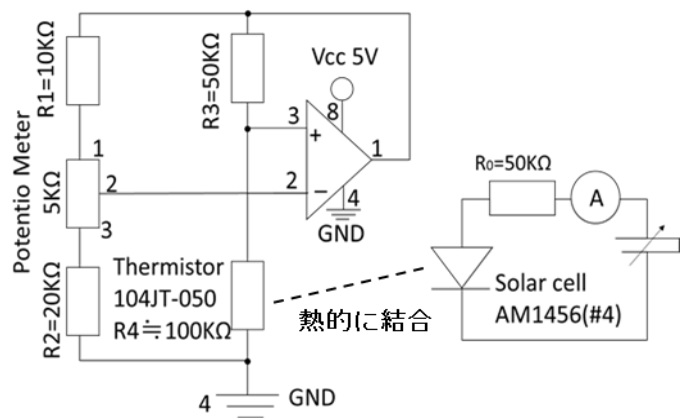 R1=10KΩ
R3=50KΩ
Vcc 5V
8
3
+
1
2
−
4
GND
Potentio Meter
5KΩ
1
2
3
R2=20KΩ
Thermistor
104JT-050
R4≒100KΩ
熱的に結合
4
GND
R₀=50KΩ
A
Solar cell
AM1456(#4)